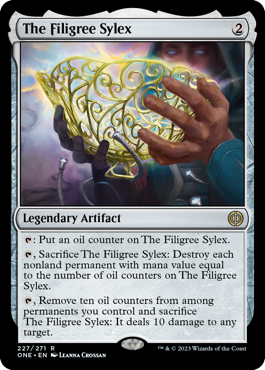 The Filigree Sylex 2
Legendary Artifact
: Put an oil counter on The Filigree Sylex.
, Sacrifice The Filigree Sylex: Destroy each
nonland permanent with mana value equal
to the number of oil counters on The Filigree
Sylex.
, Remove ten oil counters from among
permanents you control and sacrifice
The Filigree Sylex: It deals 10 damage to any
target.
227/271 R
ONE • EN Leanna Crossan ™ & © 2023 Wizards of the Coast